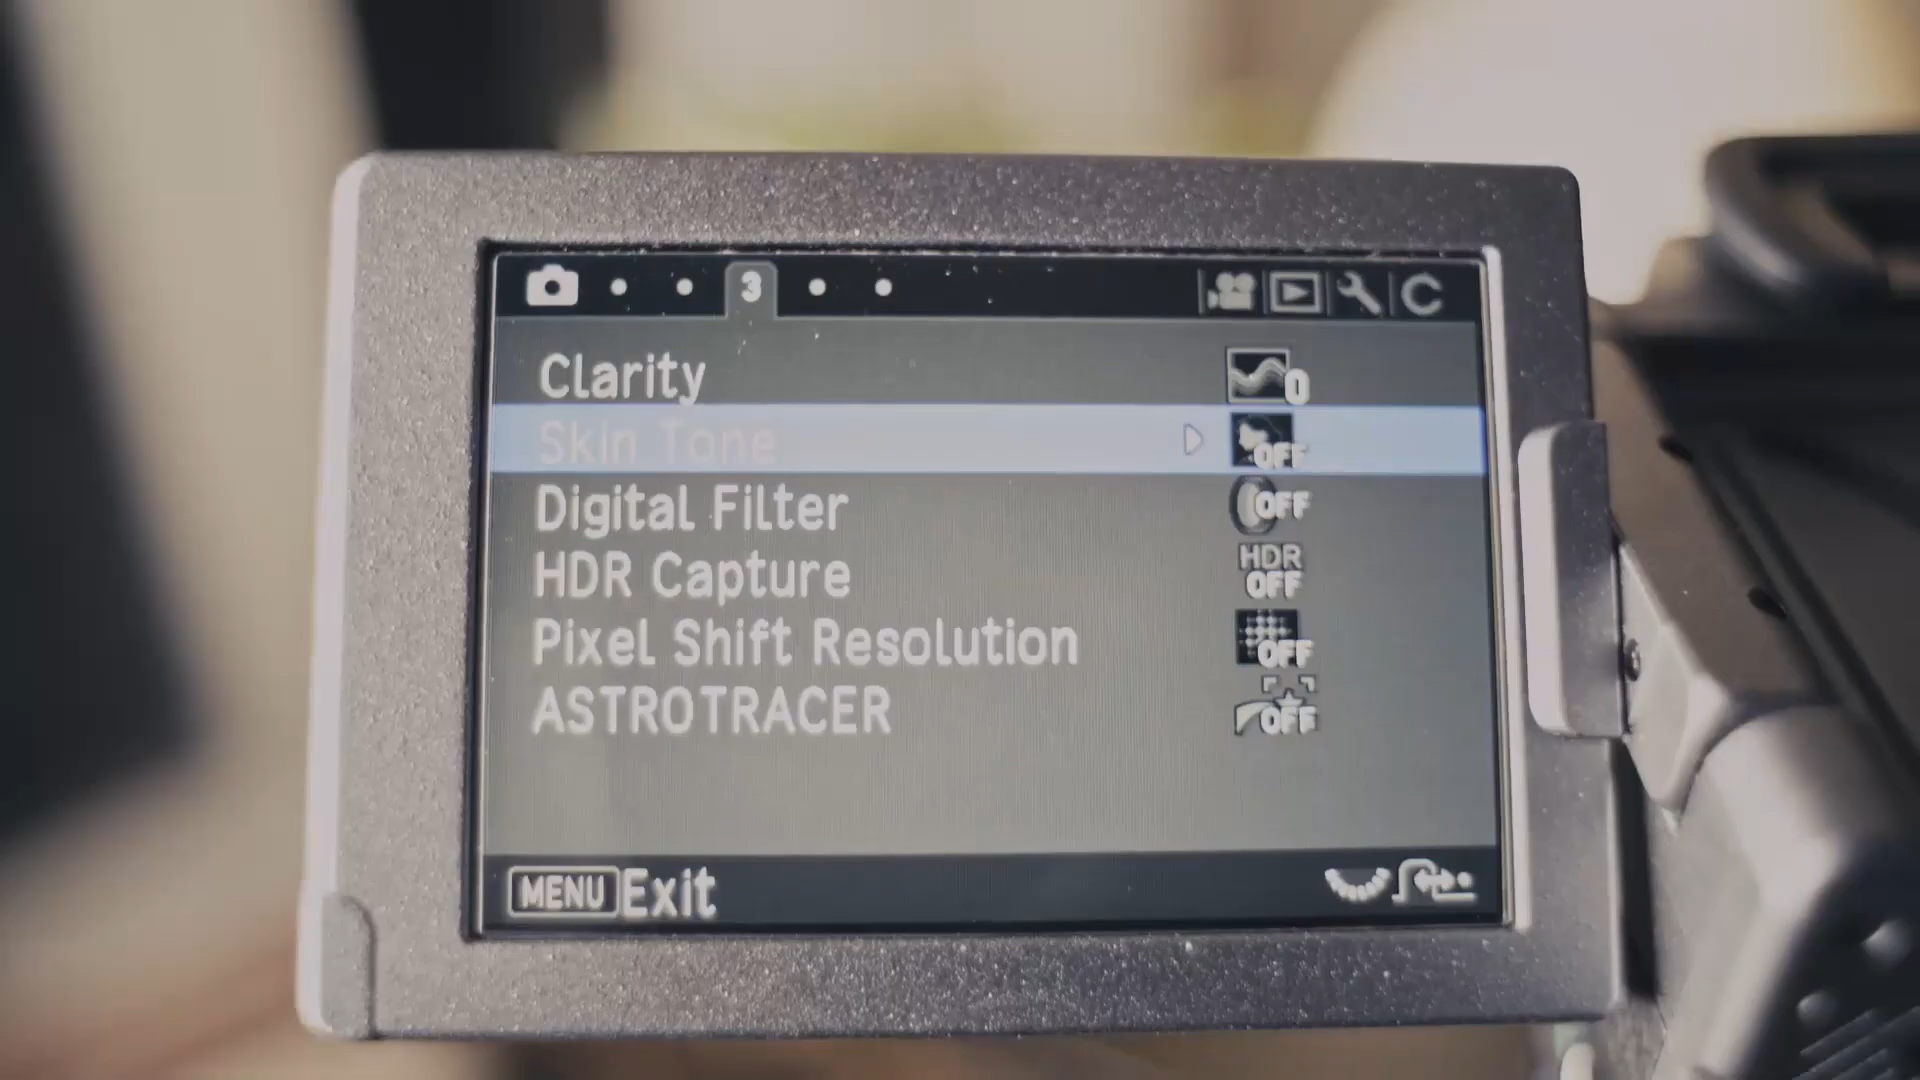 3
Clarity 0
Skin Tone OFF
Digital Filter OFF
HDR Capture HDR OFF
Pixel Shift Resolution OFF
ASTROTRACER OFF
MENU Exit